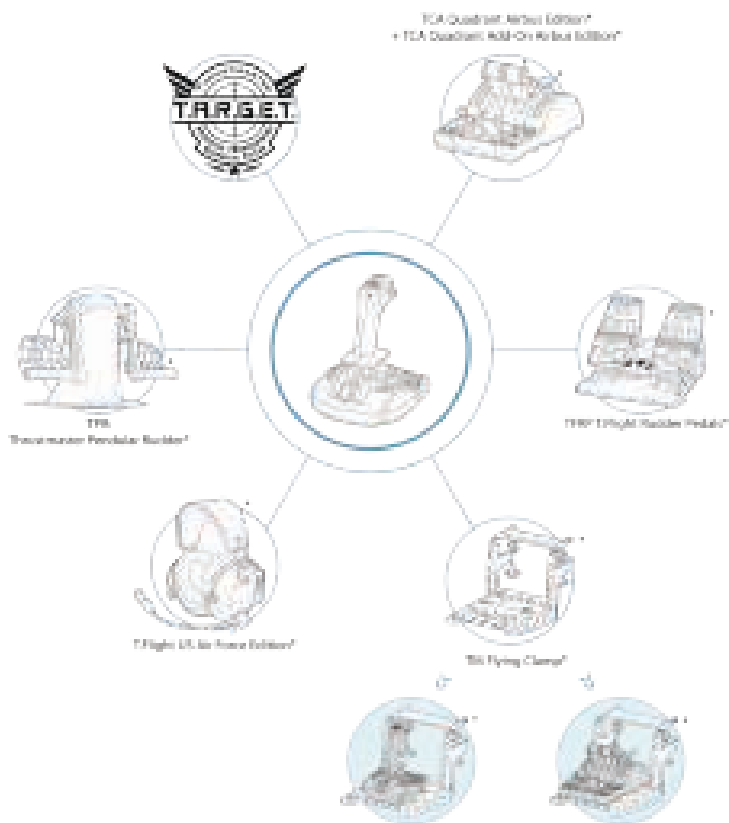 TCA Quadrant Airbus Edition*
+ TCA Quadrant Add-On Airbus Edition*
T.A.R.G.E.T.
TPR
Thrustmaster Pendular Rudder*
TFRP T.Flight Rudder Pedals*
T.Flight US Air Force Edition*
TM Flying Clamp*